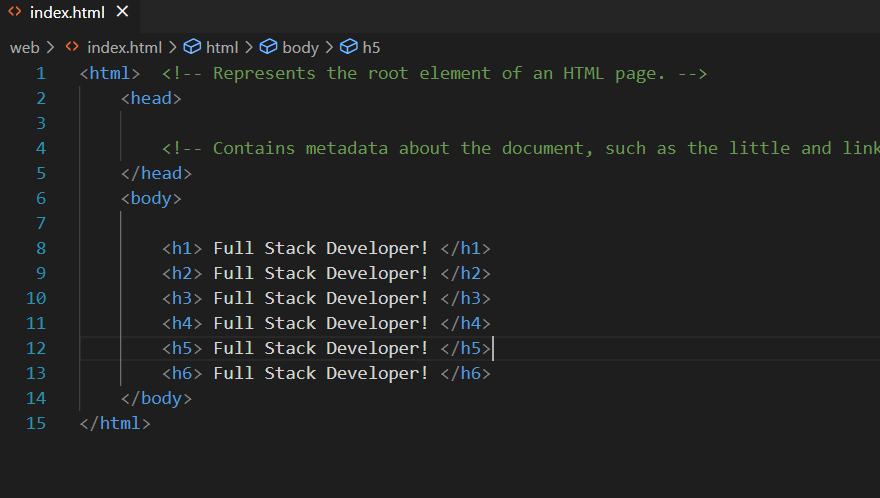 index.html
web > index.html > html > body > h5
1 <html> <!-- Represents the root element of an HTML page. -->
2 <head>
3
4 <!-- Contains metadata about the document, such as the little and link
5 </head>
6 <body>
7
8 <h1> Full Stack Developer! </h1>
9 <h2> Full Stack Developer! </h2>
10 <h3> Full Stack Developer! </h3>
11 <h4> Full Stack Developer! </h4>
12 <h5> Full Stack Developer! </h5>
13 <h6> Full Stack Developer! </h6>
14 </body>
15 </html>